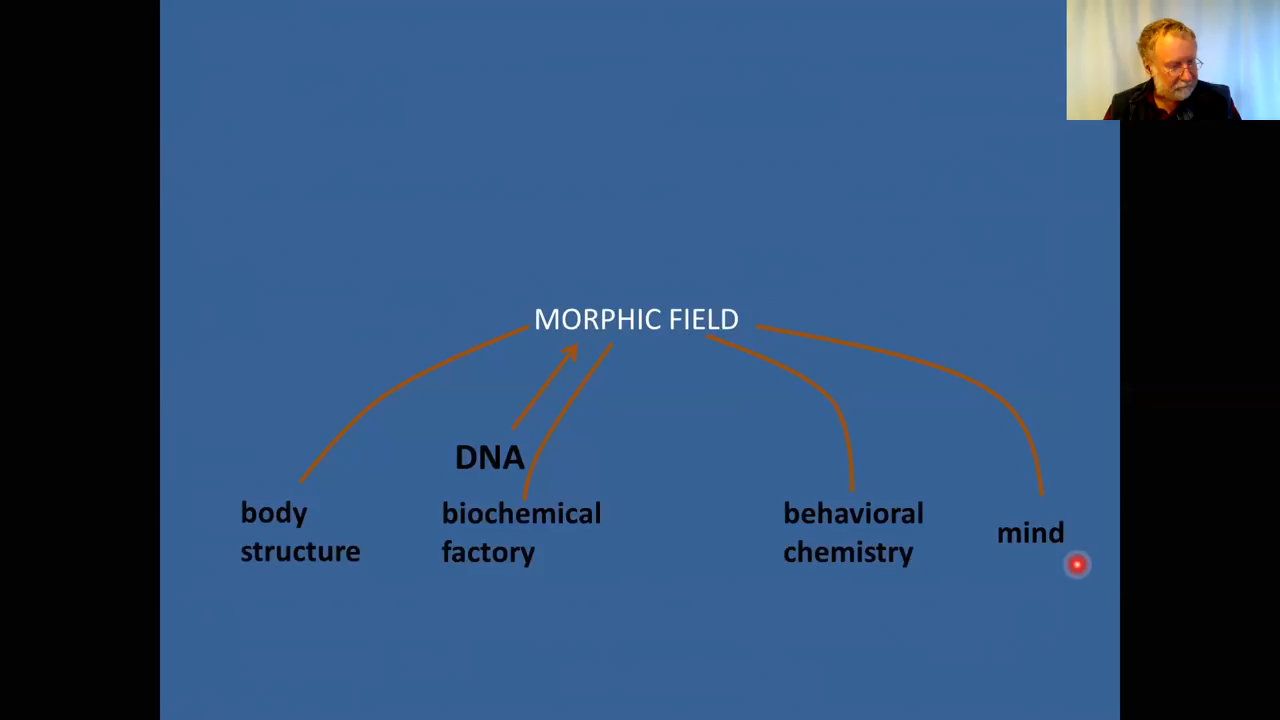 MORPHIC FIELD
DNA
body
structure
biochemical
factory
behavioral
chemistry
mind